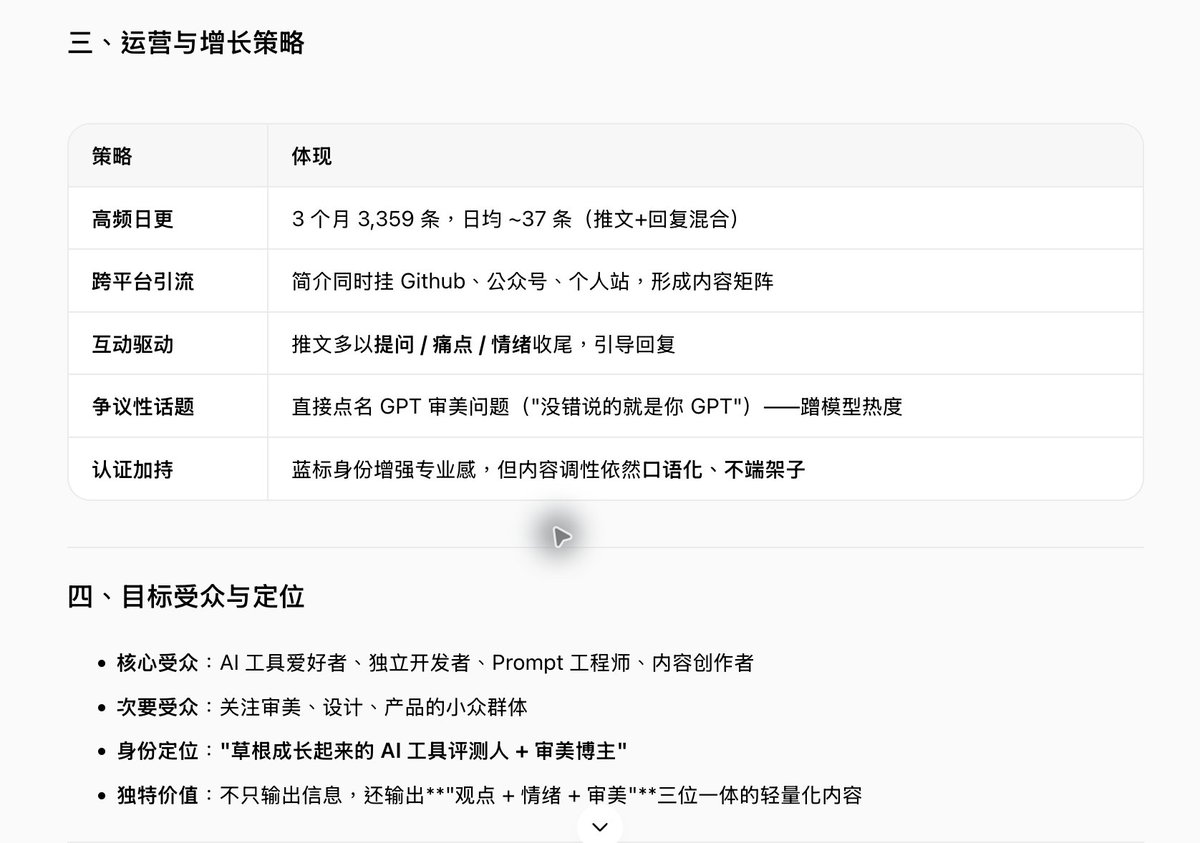 三、运营与增长策略
策略 体现
高频日更 3 个月 3,359 条，日均 ~37 条（推文+回复混合）
跨平台引流 简介同时挂 Github、公众号、个人站，形成内容矩阵
互动驱动 推文多以提问 / 痛点 / 情绪收尾，引导回复
争议性话题 直接点名 GPT 审美问题（"没错说的就是你 GPT"）——蹭模型热度
认证加持 蓝标身份增强专业感，但内容调性依然口语化、不端架子
四、目标受众与定位
• 核心受众：AI 工具爱好者、独立开发者、Prompt 工程师、内容创作者
• 次要受众：关注审美、设计、产品的小众群体
• 身份定位："草根成长起来的 AI 工具评测人 + 审美博主"
• 独特价值：不只输出信息，还输出**"观点 + 情绪 + 审美"**三位一体的轻量化内容